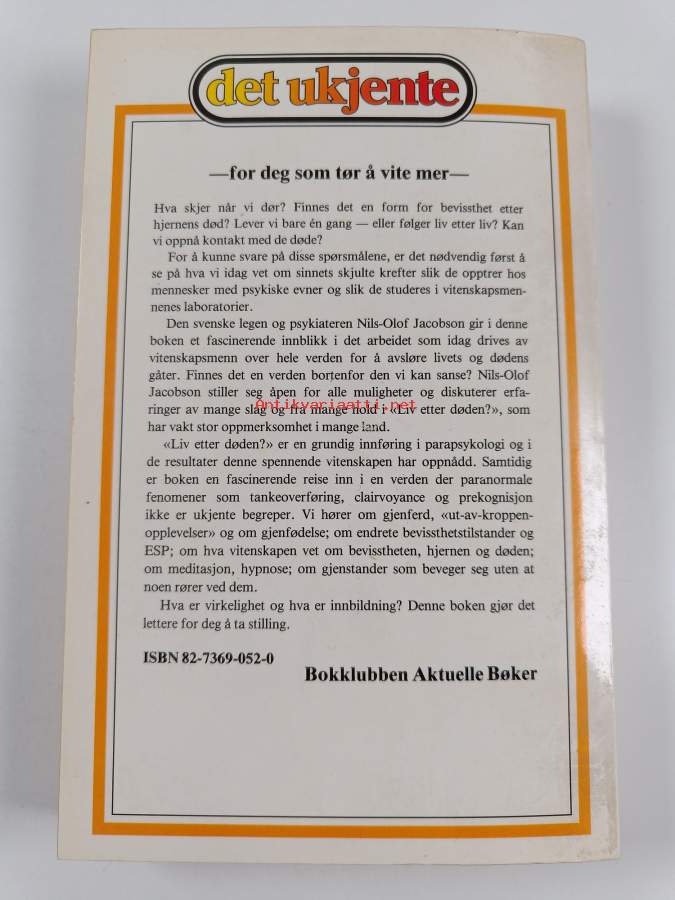 det ukjente
—for deg som tør å vite mer—
Hva skjer når vi dør? Finnes det en form for bevissthet etter
hjernens død? Lever vi bare én gang — eller følger liv etter liv? Kan
vi oppnå kontakt med de døde?
For å kunne svare på disse spørsmålene, er det nødvendig først å
se på hva vi idag vet om sinnets skjulte krefter slik de opptrer hos
mennesker med psykiske evner og slik de studeres i vitenskapsmen-
nenes laboratorier.
Den svenske legen og psykiateren Nils-Olof Jacobson gir i denne
boken et fascinerende innblikk i det arbeidet som idag drives av
vitenskapsmenn over hele verden for å avsløre livets og dødens
gåter. Finnes det en verden bortenfor den vi kan sanse? Nils-Olof
Jacobson stiller seg åpen for alle muligheter og diskuterer erfa-
ringer av mange slag og fra mange hold i «Liv etter døden?», som
Antikvariaatti.net
har vakt stor oppmerksomhet i mange land.
«Liv etter døden?» er en grundig innføring i parapsykologi og i
de resultater denne spennende vitenskapen har oppnådd. Samtidig
er boken en fascinerende reise inn i en verden der paranormale
fenomener som tankeoverføring, clairvoyance og prekognisjon
ikke er ukjente begreper. Vi hører om gjenferd, «ut-av-kroppen-
opplevelser» og om gjenfødelse; om endrete bevissthetstilstander og
ESP; om hva vitenskapen vet om bevisstheten, hjernen og døden;
om meditasjon, hypnose; om gjenstander som beveger seg uten at
noen rører ved dem.
Hva er virkelighet og hva er innbildning? Denne boken gjør det
lettere for deg å ta stilling.
ISBN 82-7369-052-0
Bokklubben Aktuelle Bøker